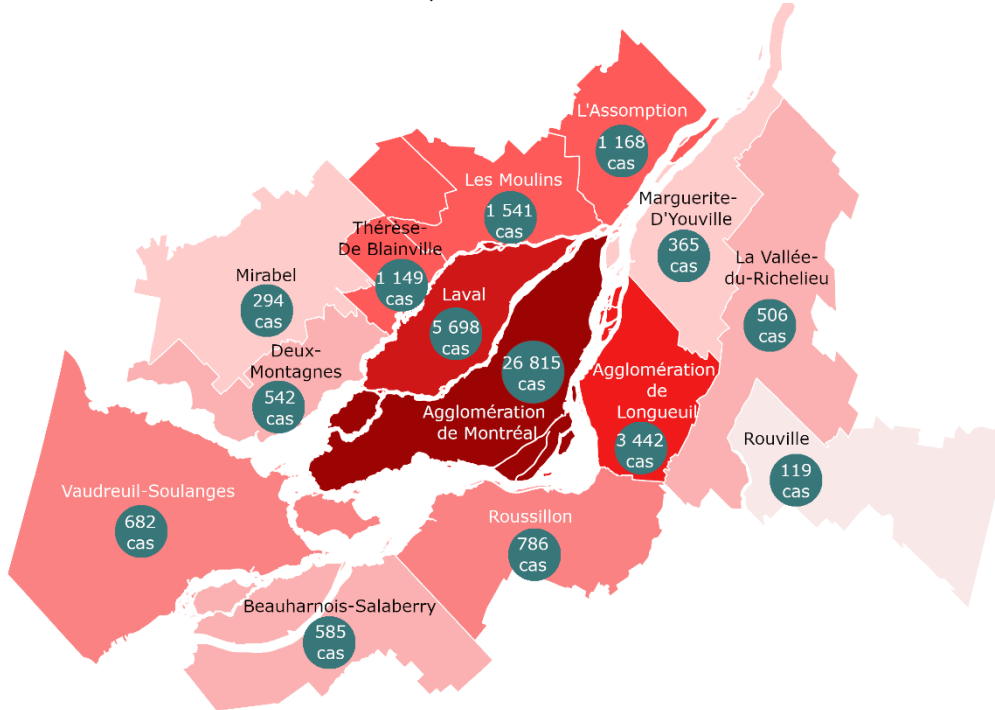 L'Assomption
1 168
cas
Les Moulins
1 541
cas
Marguerite-
D'Youville
365
cas
Thérèse-
De Blainville
1 149
cas
La Vallée-
du-Richelieu
506
cas
Mirabel
294
cas
Laval
5 698
cas
Deux-
Montagnes
542
cas
26 815
cas
Agglomération
de Montréal
Agglomération
de
Longueuil
3 442
cas
Rouville
119
cas
Vaudreuil-Soulanges
682
cas
Roussillon
786
cas
Beauharnois-Salaberry
585
cas